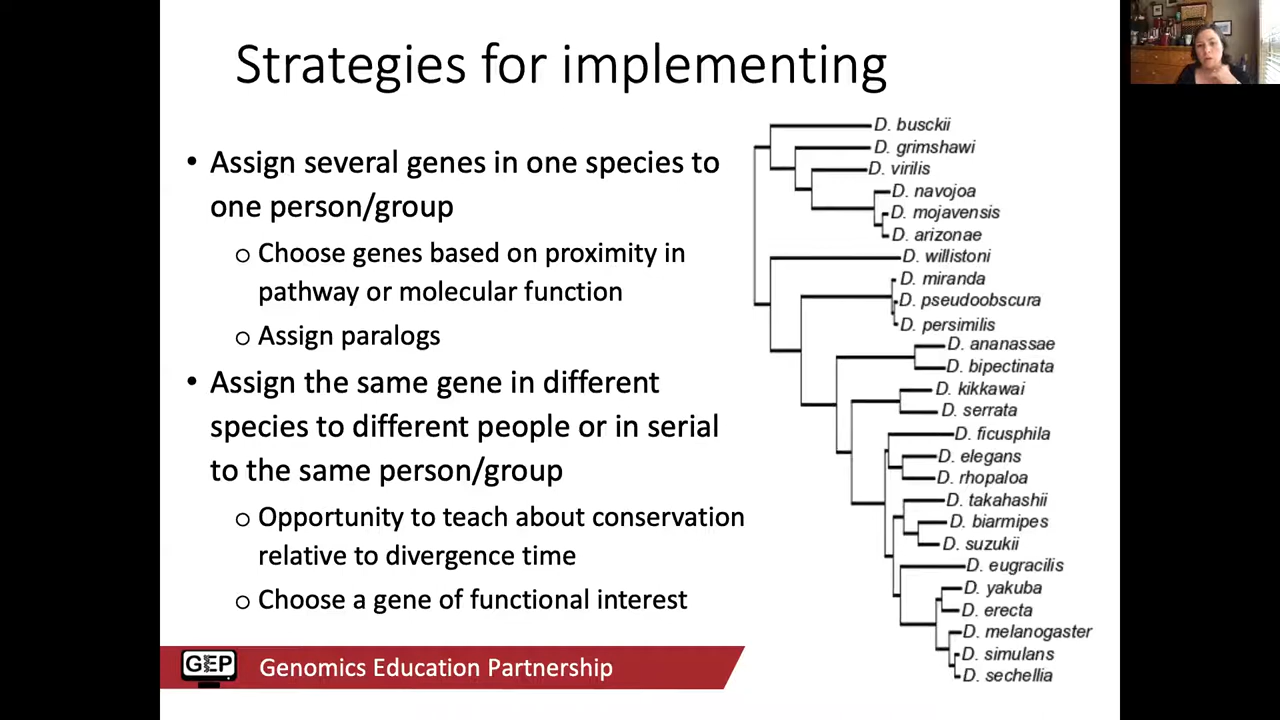 Strategies for implementing
• Assign several genes in one species to
one person/group
o Choose genes based on proximity in
pathway or molecular function
o Assign paralogs
• Assign the same gene in different
species to different people or in serial
to the same person/group
o Opportunity to teach about conservation
relative to divergence time
o Choose a gene of functional interest
D. busckii
D. grimshawi
D. virilis
D. navojoa
D. mojavensis
D. arizonae
D. willistoni
D. miranda
D. pseudoobscura
D. persimilis
D. ananassae
D. bipectinata
D. kikkawai
D. serrata
D. ficusphila
D. elegans
D. rhopaloa
D. takahashii
D. biarmipes
D. suzukii
D. eugracilis
D. yakuba
D. erecta
D. melanogaster
D. simulans
D. sechellia
GEP
Genomics Education Partnership